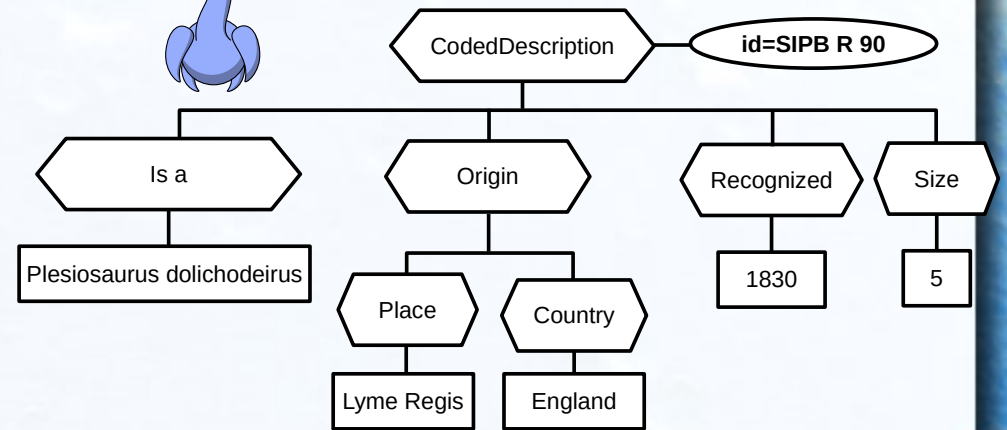 CodedDescription
id=SIPB R 90
Is a
Origin
Recognized
Size
Plesiosaurus dolichodeirus
1830
5
Place
Country
Lyme Regis
England